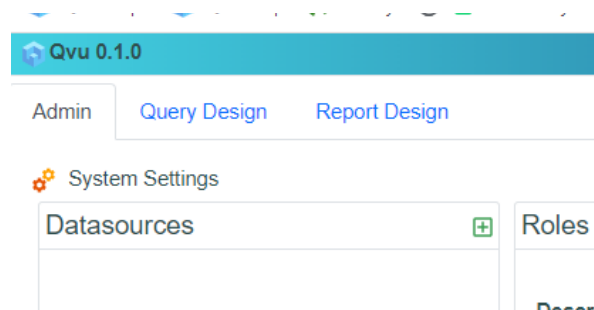 Qvu 0.1.0
Admin Query Design Report Design
System Settings
Datasources Roles